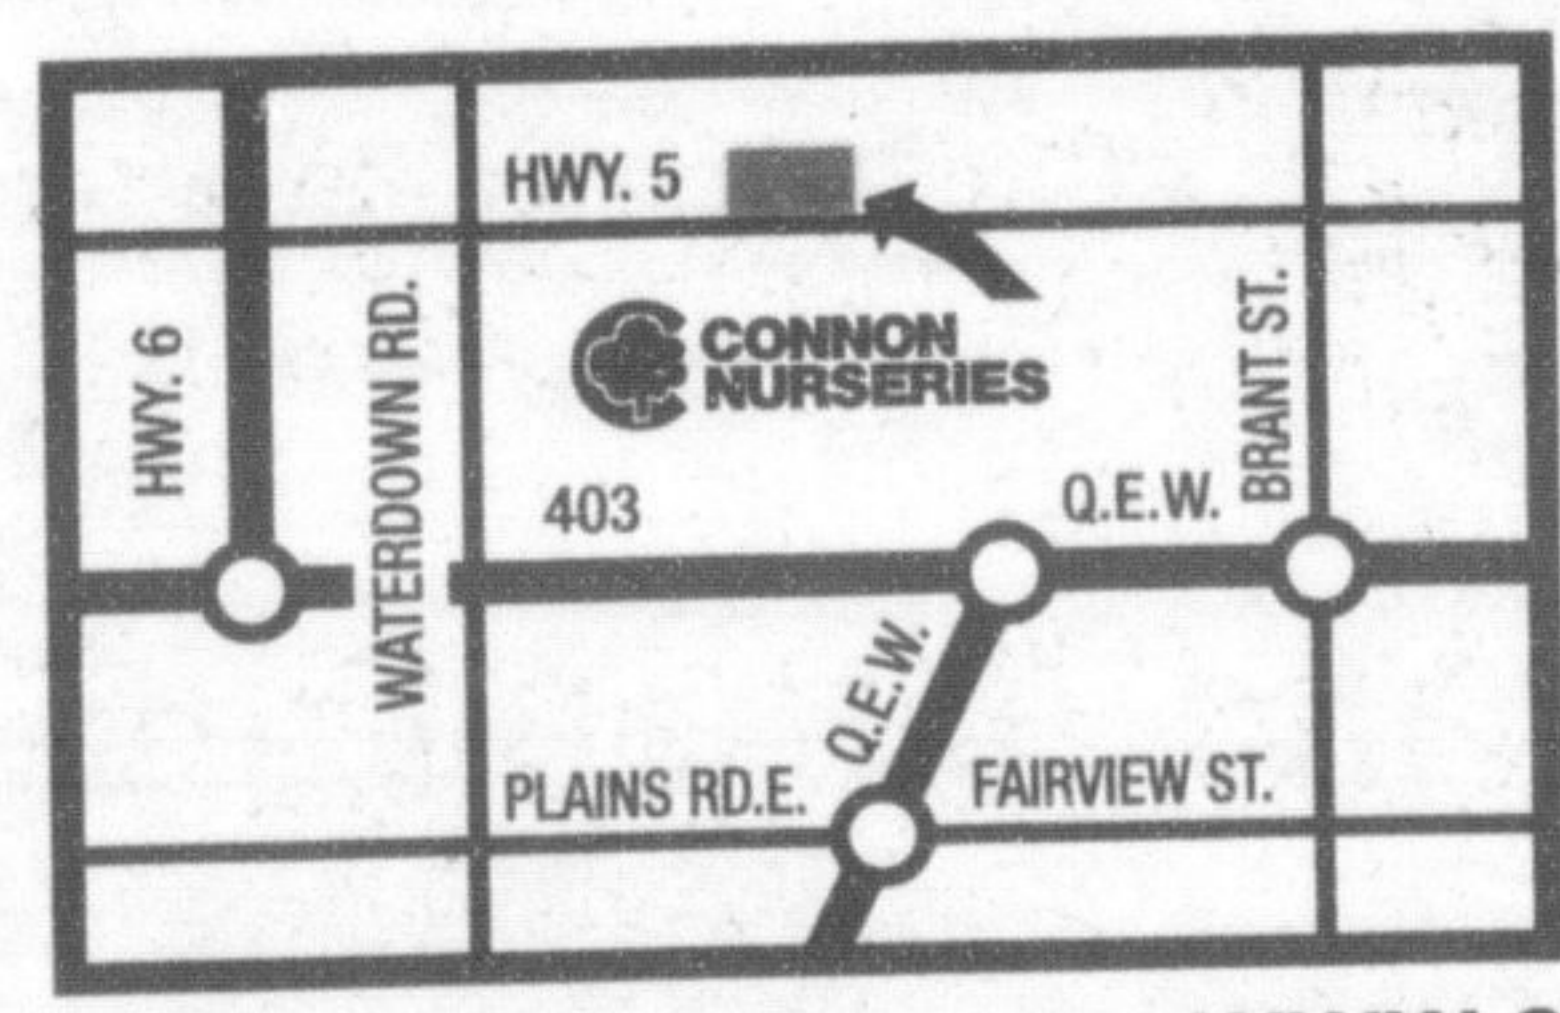 HWY. 5
HWY. 6
WATERDOWN RD.
CONNON
NURSERIES
BRANT ST.
403
Q.E.W.
Q.E.W.
PLAINS RD.E.
FAIRVIEW ST.